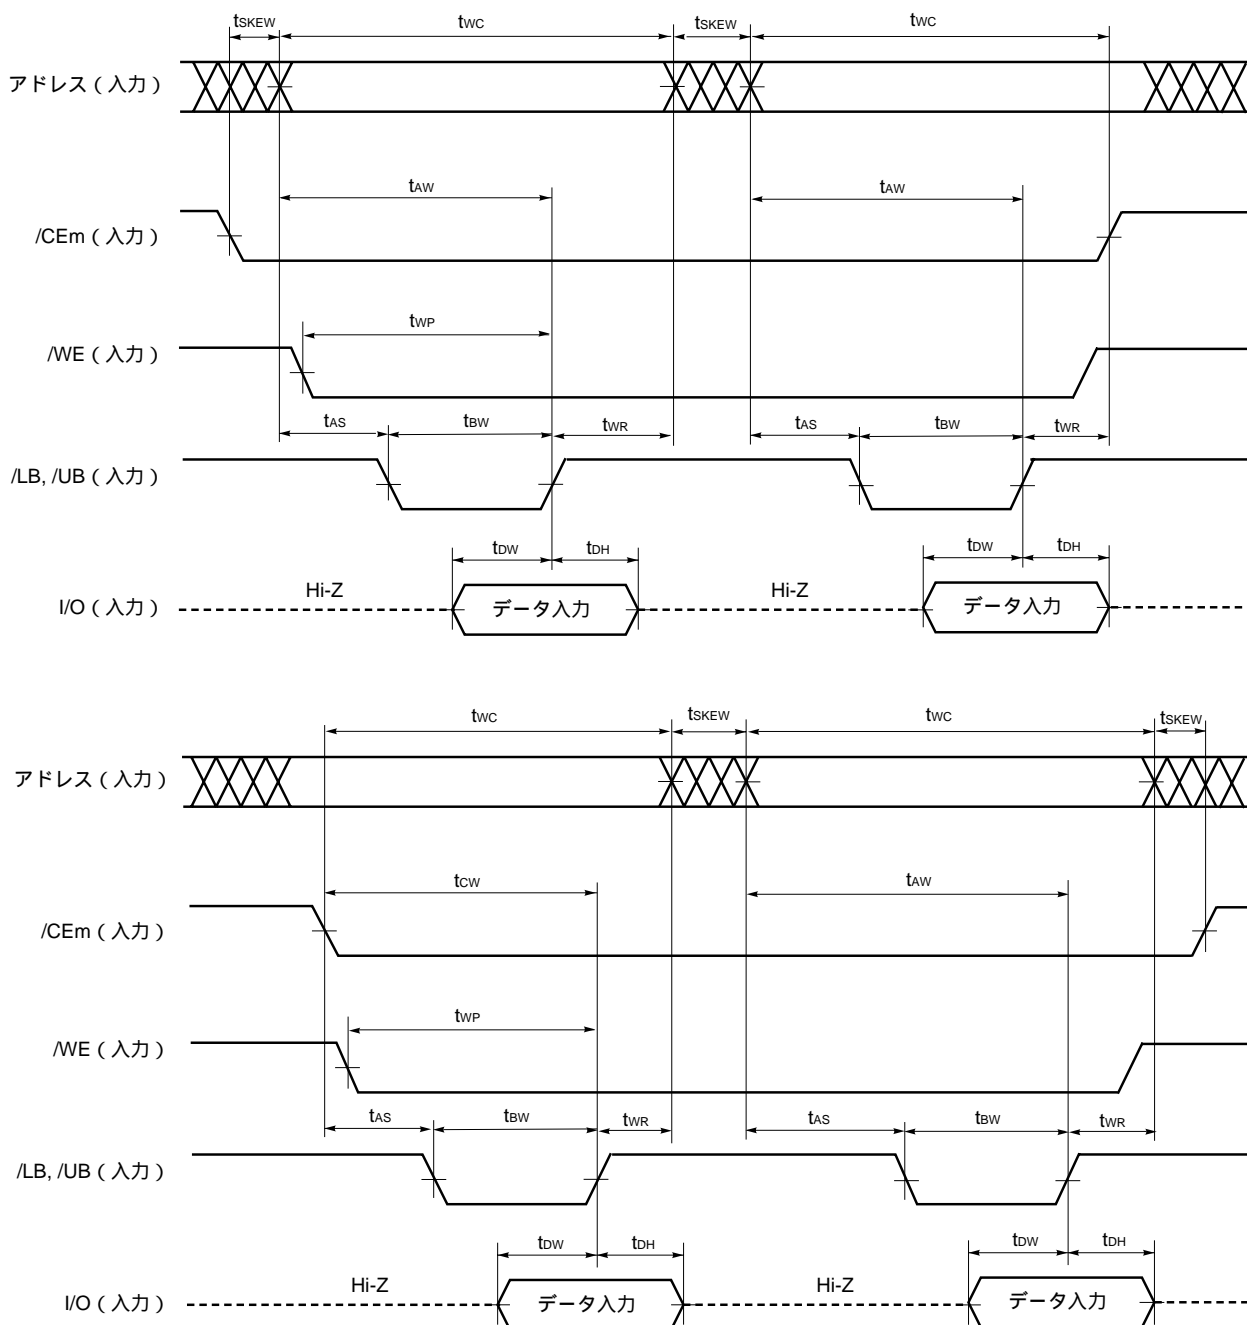 tSKEW tWC tSKEW tWC
アドレス ( 入力 )
tAW tAW
/CEm ( 入力 )
tWP
/WE ( 入力 )
tAS tBW tWR tAS tBW tWR
/LB, /UB ( 入力 )
tDW tDH tDW tDH
Hi-Z Hi-Z
I/O ( 入力 ) データ入力 データ入力
tWC tSKEW tWC tSKEW
アドレス ( 入力 )
tCW tAW
/CEm ( 入力 )
tWP
/WE ( 入力 )
tAS tBW tWR tAS tBW tWR
/LB, /UB ( 入力 )
tDW tDH tDW tDH
Hi-Z Hi-Z
I/O ( 入力 ) データ入力 データ入力